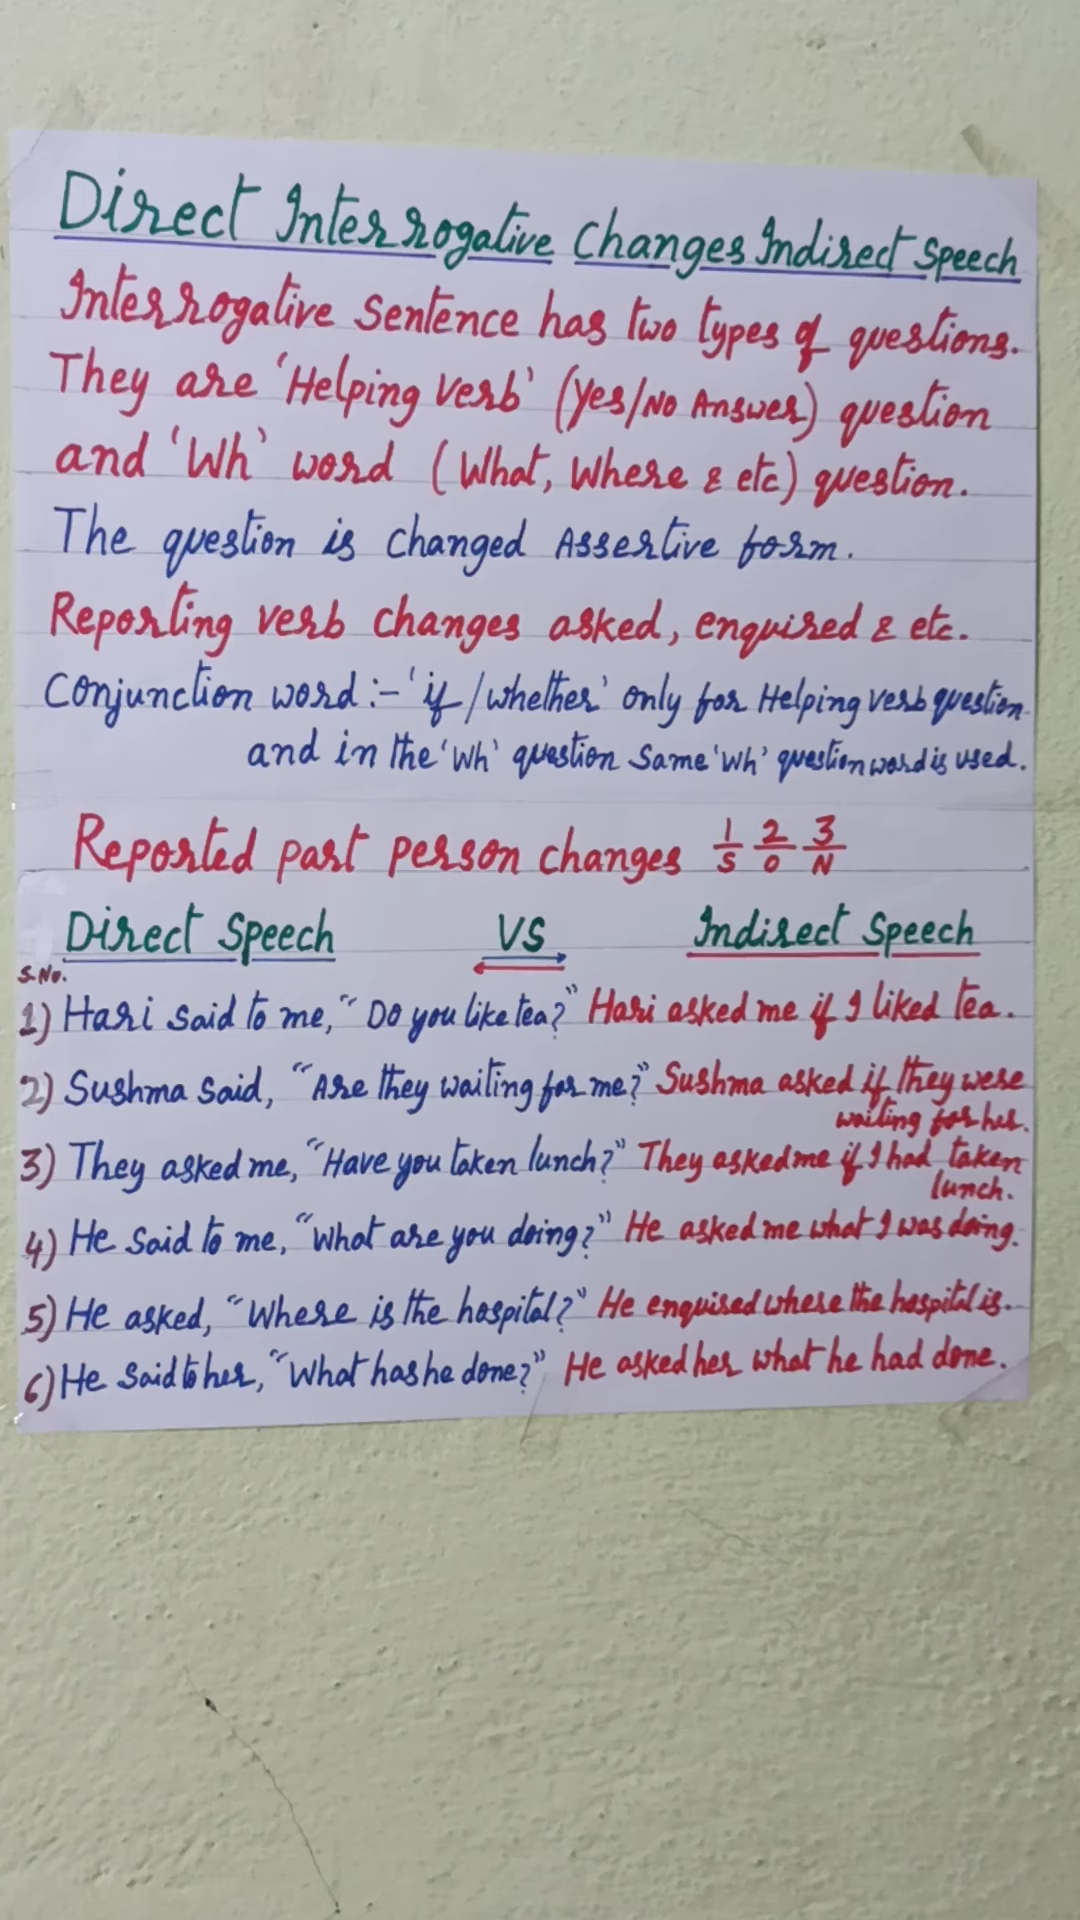 Direct Interrogative Changes Indirect Speech
Interrogative Sentence has two types of questions.
They are 'Helping verb' (Yes/No Answer) question
and 'Wh' word (What, Where & etc) question.
The question is changed Assertive form.
Reporting verb changes asked, enquired & etc.
Conjunction word :- 'if/whether' only for Helping verb question
and in the 'Wh' question Same 'Wh' question word is used.
Reported part person changes 1/S 2/O 3/N
Direct Speech VS Indirect Speech
S.No.
1) Hari Said to me, "Do you like tea?" Hari asked me if I liked tea.
2) Sushma Said, "Are they waiting for me?" Sushma asked if they were
waiting for her.
3) They asked me, "Have you taken lunch?" They asked me if I had taken
lunch.
4) He Said to me, "What are you doing?" He asked me what I was doing.
5) He asked, "Where is the hospital?" He enquired where the hospital is.
6) He Said to her, "What has he done?" He asked her what he had done.